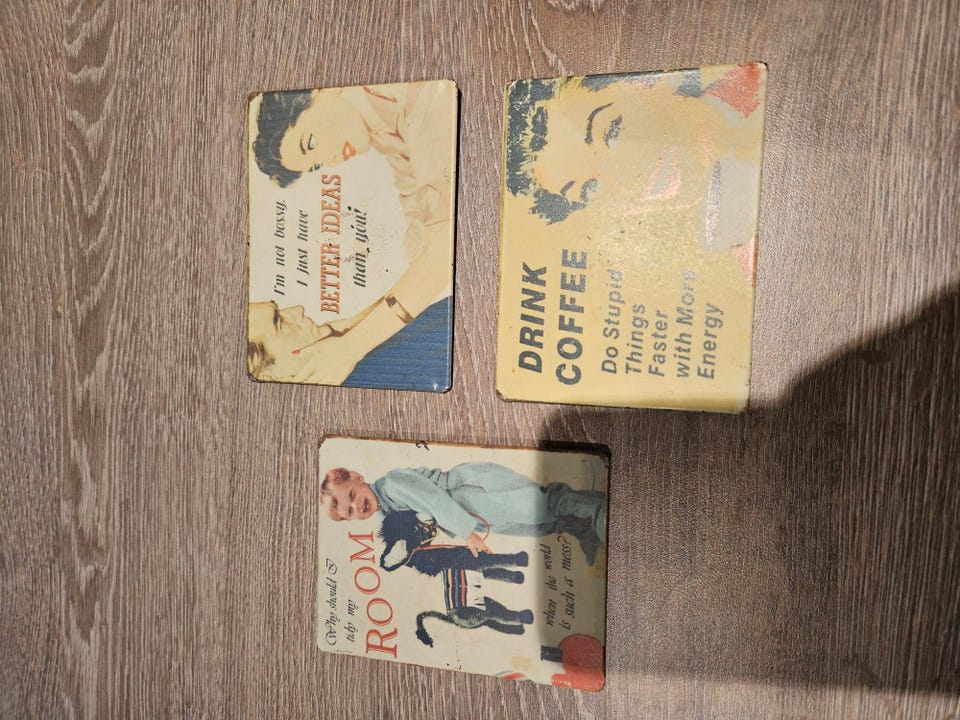 I'm not bossy.
I just have
BETTER IDEAS
than you!
DRINK
COFFEE
Do Stupid
Things
Faster
with More
Energy
Why should I
tidy my
ROOM
when the world
is such a mess?